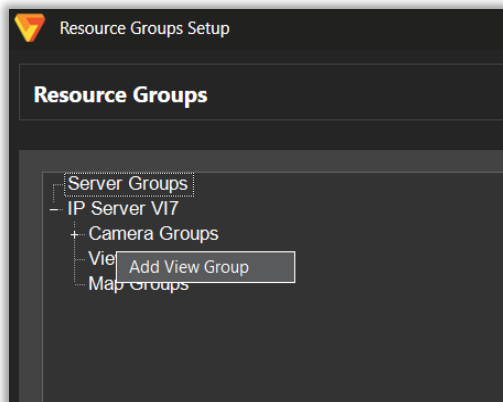 Resource Groups Setup
Resource Groups
Server Groups
IP Server VI7
Camera Groups
Add View Group
Map Groups